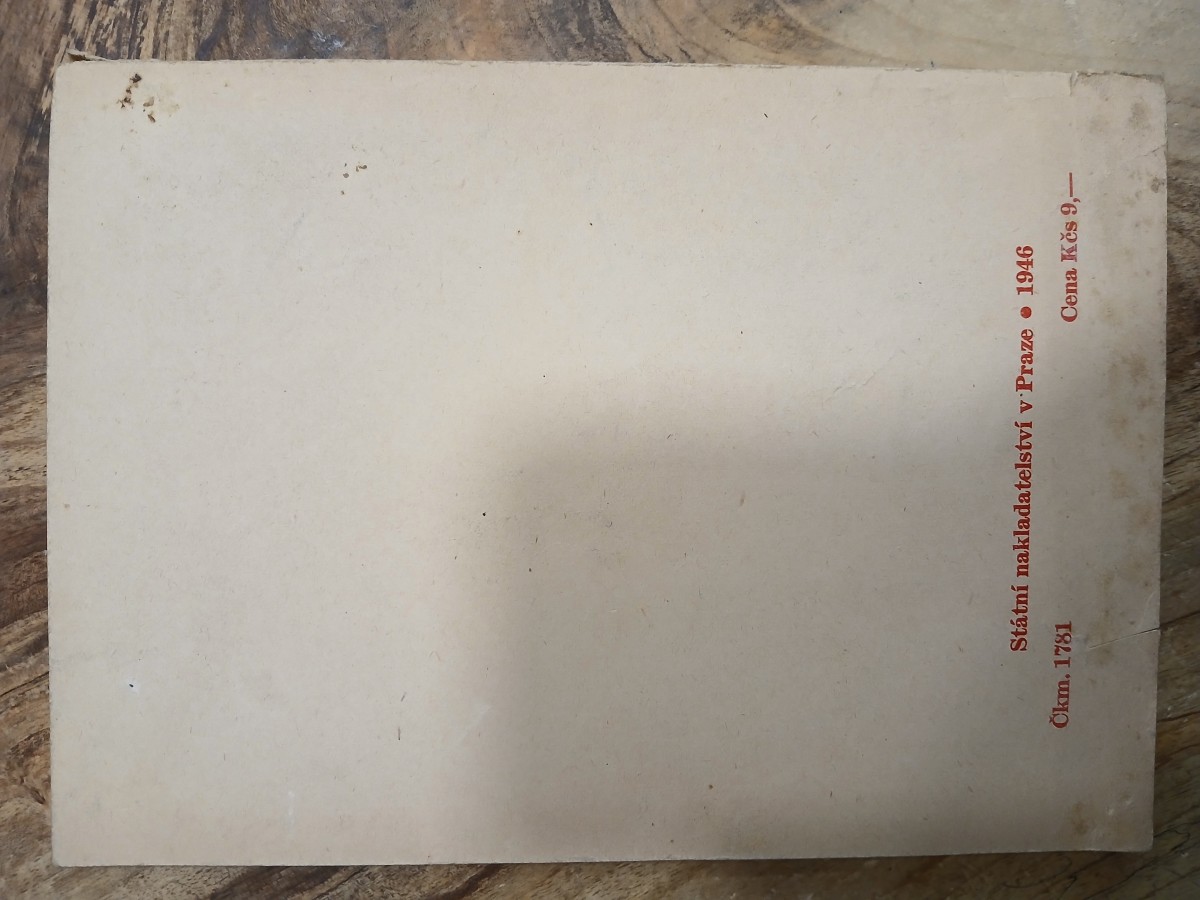 Státní nakladatelství v Praze • 1946
Čkm. 1781 Cena Kčs 9,—